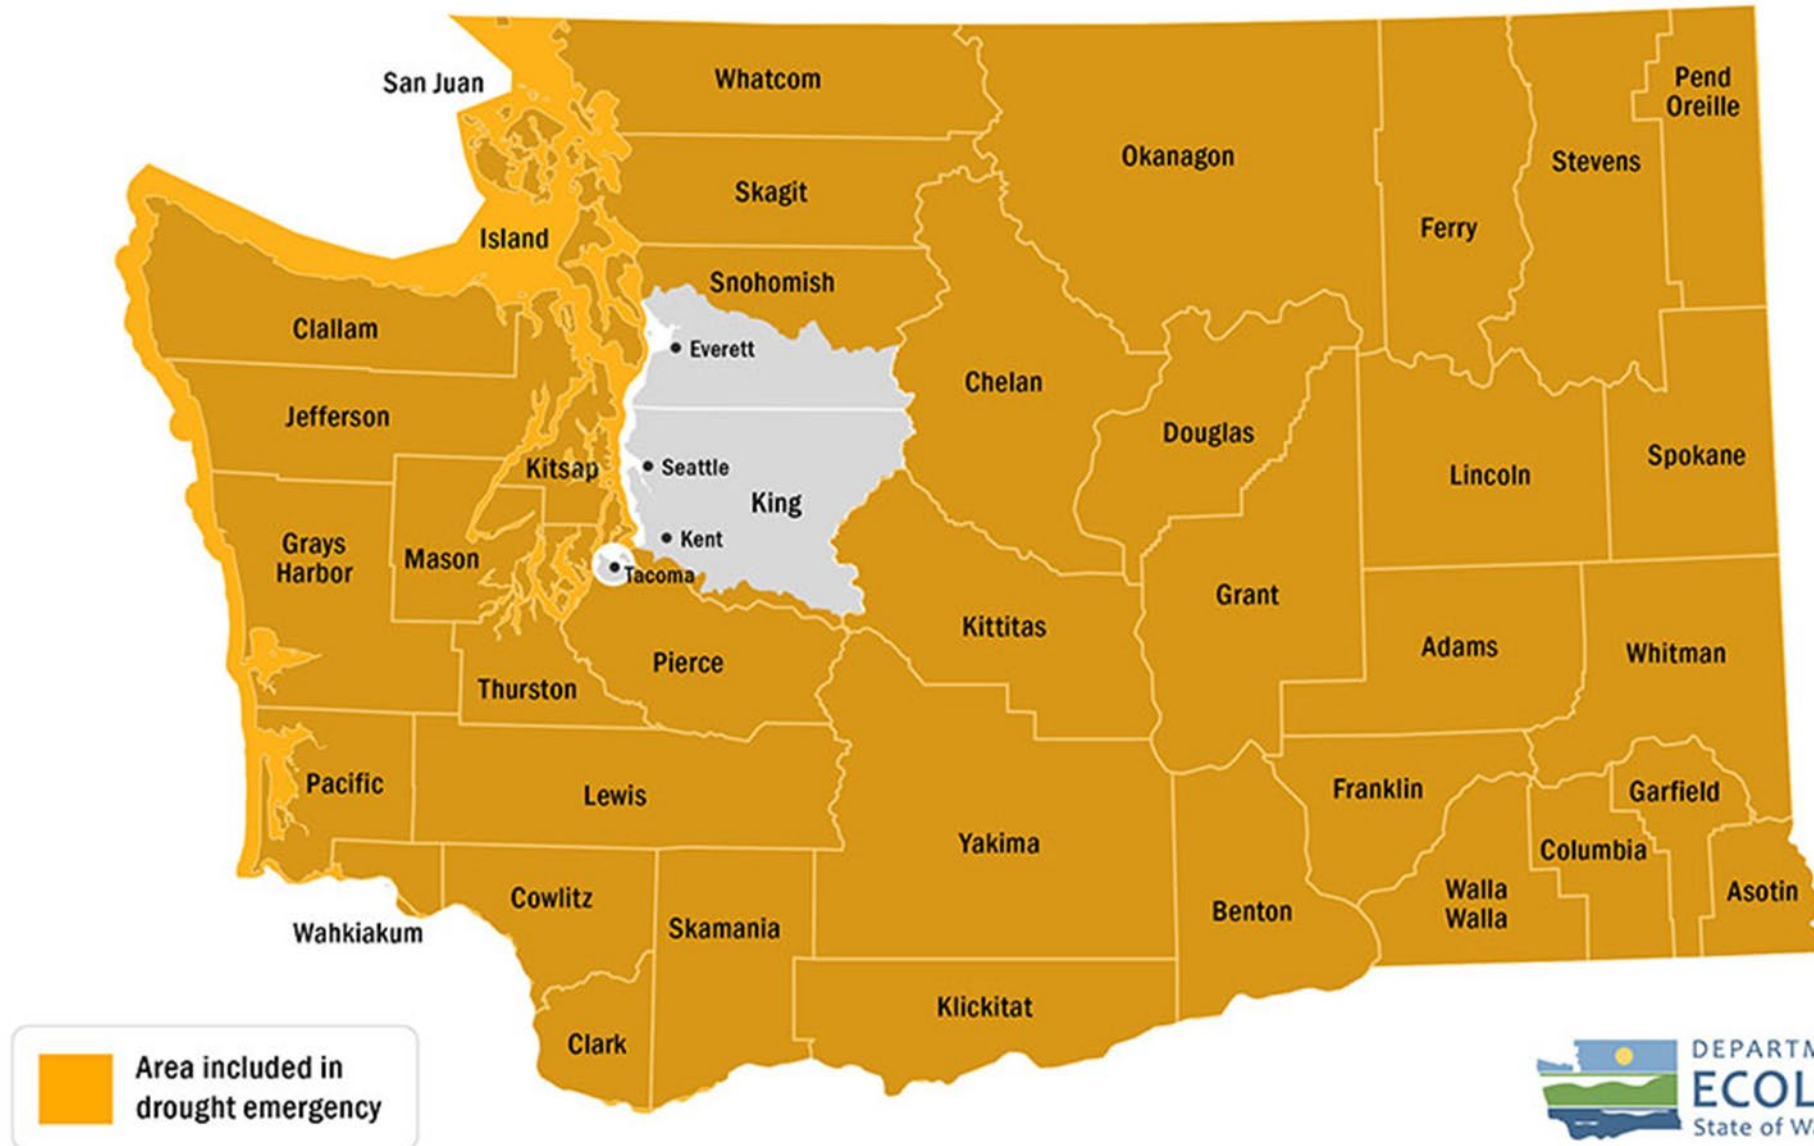 San Juan
Whatcom
Okanagon
Pend
Oreille
Stevens
Ferry
Skagit
Island
Snohomish
Clallam
Everett
Chelan
Jefferson
Douglas
Kitsap
Seattle
King
Lincoln
Spokane
Kent
Grays
Harbor
Mason
Tacoma
Grant
Kittitas
Adams
Whitman
Pierce
Thurston
Pacific
Lewis
Franklin
Garfield
Yakima
Columbia
Cowlitz
Walla
Walla
Asotin
Benton
Skamania
Wahkiakum
Klickitat
Clark
Area included in
drought emergency
DEPARTM
ECOL
State of Wa